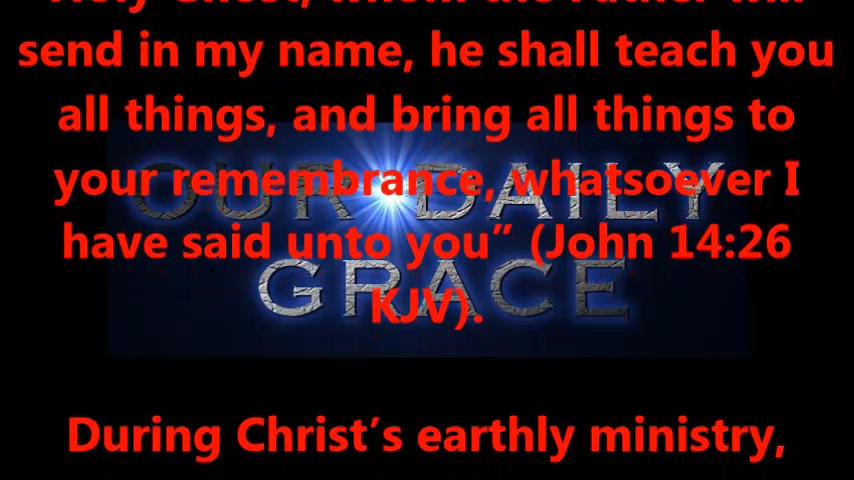 Holy Ghost, whom the Father will
send in my name, he shall teach you
all things, and bring all things to
your remembrance, whatsoever I
have said unto you” (John 14:26
KJV).
During Christ’s earthly ministry,
OUR DAILY
GRACE